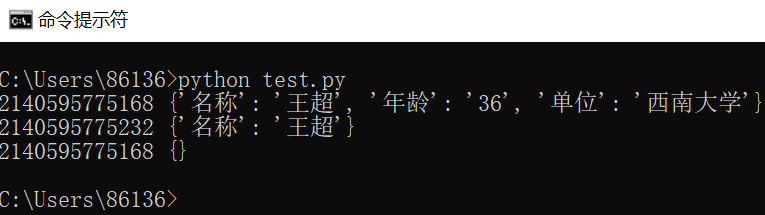 命令提示符
C:\Users\86136>python test.py
2140595775168 {'名称': '王超', '年龄': '36', '单位': '西南大学'}
2140595775232 {'名称': '王超'}
2140595775168 {}
C:\Users\86136>